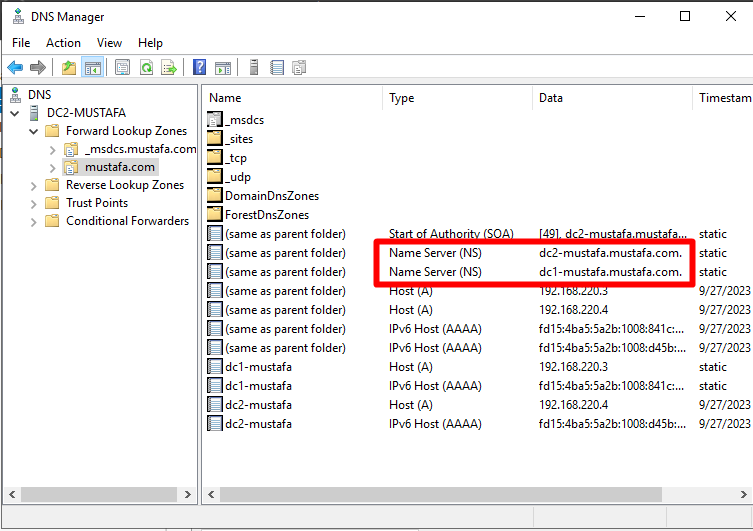 DNS Manager
File Action View Help
DNS
DC2-MUSTAFA
Forward Lookup Zones
_msdcs.mustafa.com
mustafa.com
Reverse Lookup Zones
Trust Points
Conditional Forwarders
Name Type Data Timestam
_msdcs
_sites
_tcp
_udp
DomainDnsZones
ForestDnsZones
(same as parent folder) Start of Authority (SOA) [49], dc2-mustafa.mustafa... static
(same as parent folder) Name Server (NS) dc2-mustafa.mustafa.com. static
(same as parent folder) Name Server (NS) dc1-mustafa.mustafa.com. static
(same as parent folder) Host (A) 192.168.220.3 9/27/2023
(same as parent folder) Host (A) 192.168.220.4 9/27/2023
(same as parent folder) IPv6 Host (AAAA) fd15:4ba5:5a2b:1008:841c:... 9/27/2023
(same as parent folder) IPv6 Host (AAAA) fd15:4ba5:5a2b:1008:d45b:... 9/27/2023
dc1-mustafa Host (A) 192.168.220.3 static
dc1-mustafa IPv6 Host (AAAA) fd15:4ba5:5a2b:1008:841c:... static
dc2-mustafa Host (A) 192.168.220.4 9/27/2023
dc2-mustafa IPv6 Host (AAAA) fd15:4ba5:5a2b:1008:d45b:... 9/27/2023